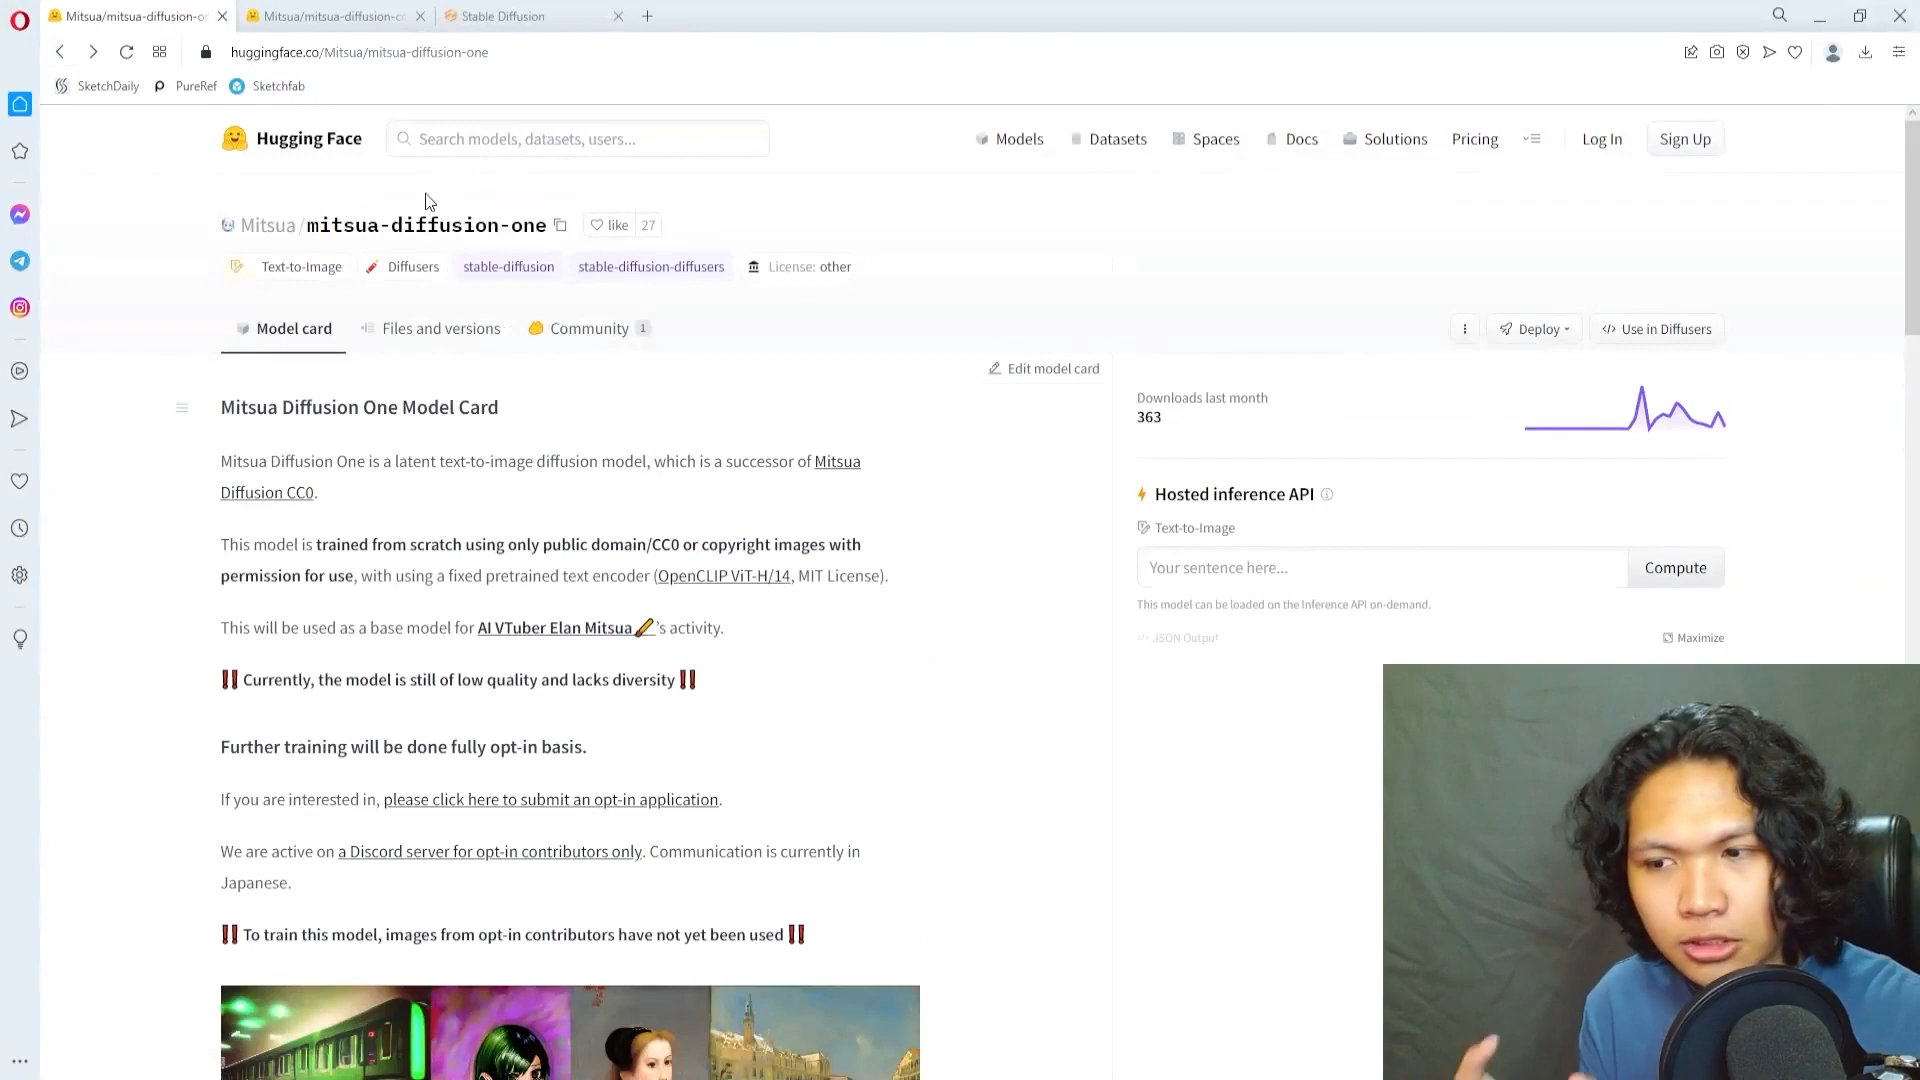 Mitsua/mitsua-diffusion-or
Mitsua/mitsua-diffusion-cc
Stable Diffusion
huggingface.co/Mitsua/mitsua-diffusion-one
SketchDaily
PureRef
Sketchfab
Hugging Face
Search models, datasets, users...
Models
Datasets
Spaces
Docs
Solutions
Pricing
Log In
Sign Up
Mitsua/mitsua-diffusion-one
like 27
Text-to-Image
Diffusers
stable-diffusion
stable-diffusion-diffusers
License: other
Model card
Files and versions
Community 1
Deploy
</> Use in Diffusers
Edit model card
Mitsua Diffusion One Model Card
Mitsua Diffusion One is a latent text-to-image diffusion model, which is a successor of Mitsua
Diffusion CC0.
This model is trained from scratch using only public domain/CC0 or copyright images with
permission for use, with using a fixed pretrained text encoder (OpenCLIP ViT-H/14, MIT License).
This will be used as a base model for AI VTuber Elan Mitsua🖌️'s activity.
‼️ Currently, the model is still of low quality and lacks diversity ‼️
Further training will be done fully opt-in basis.
If you are interested in, please click here to submit an opt-in application.
We are active on a Discord server for opt-in contributors only. Communication is currently in
Japanese.
‼️ To train this model, images from opt-in contributors have not yet been used ‼️
Downloads last month
363
Hosted inference API
Text-to-Image
Your sentence here...
Compute
This model can be loaded on the Inference API on-demand.
</> JSON Output
Maximize